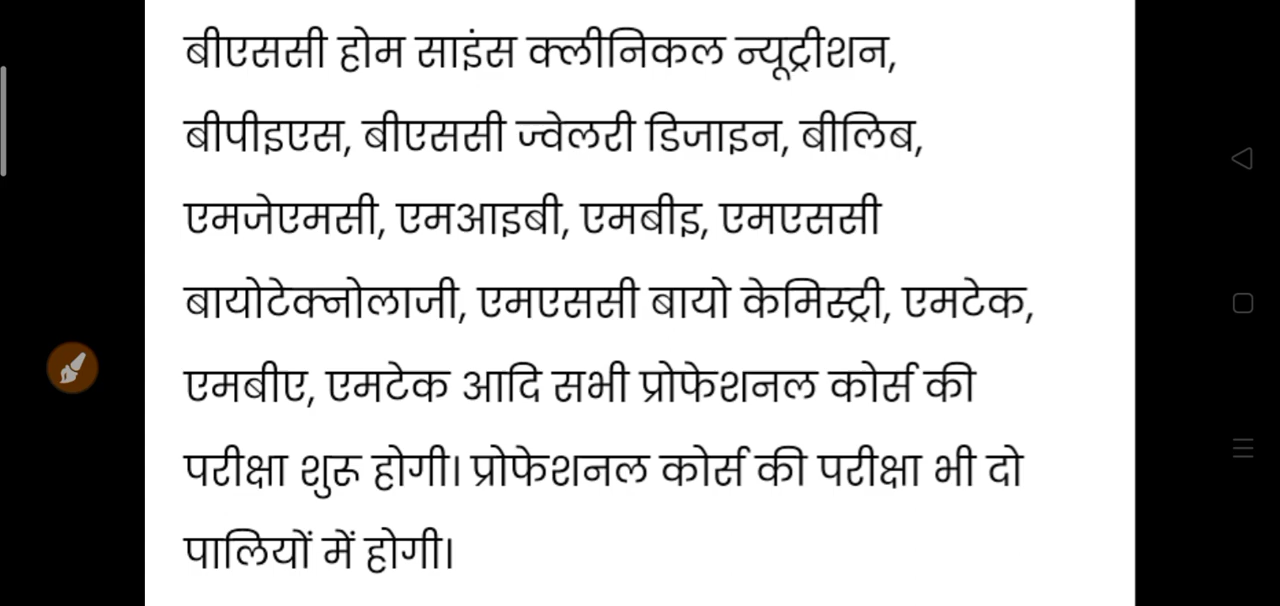 बीएससी होम साइंस क्लीनिकल न्यूट्रीशन,
बीपीइएस, बीएससी ज्वेलरी डिजाइन, बीलिब,
एमजेएमसी, एमआइबी, एमबीइ, एमएससी
बायोटेक्नोलाजी, एमएससी बायो केमिस्ट्री, एमटेक,
एमबीए, एमटेक आदि सभी प्रोफेशनल कोर्स की
परीक्षा शुरू होगी। प्रोफेशनल कोर्स की परीक्षा भी दो
पालियों में होगी।